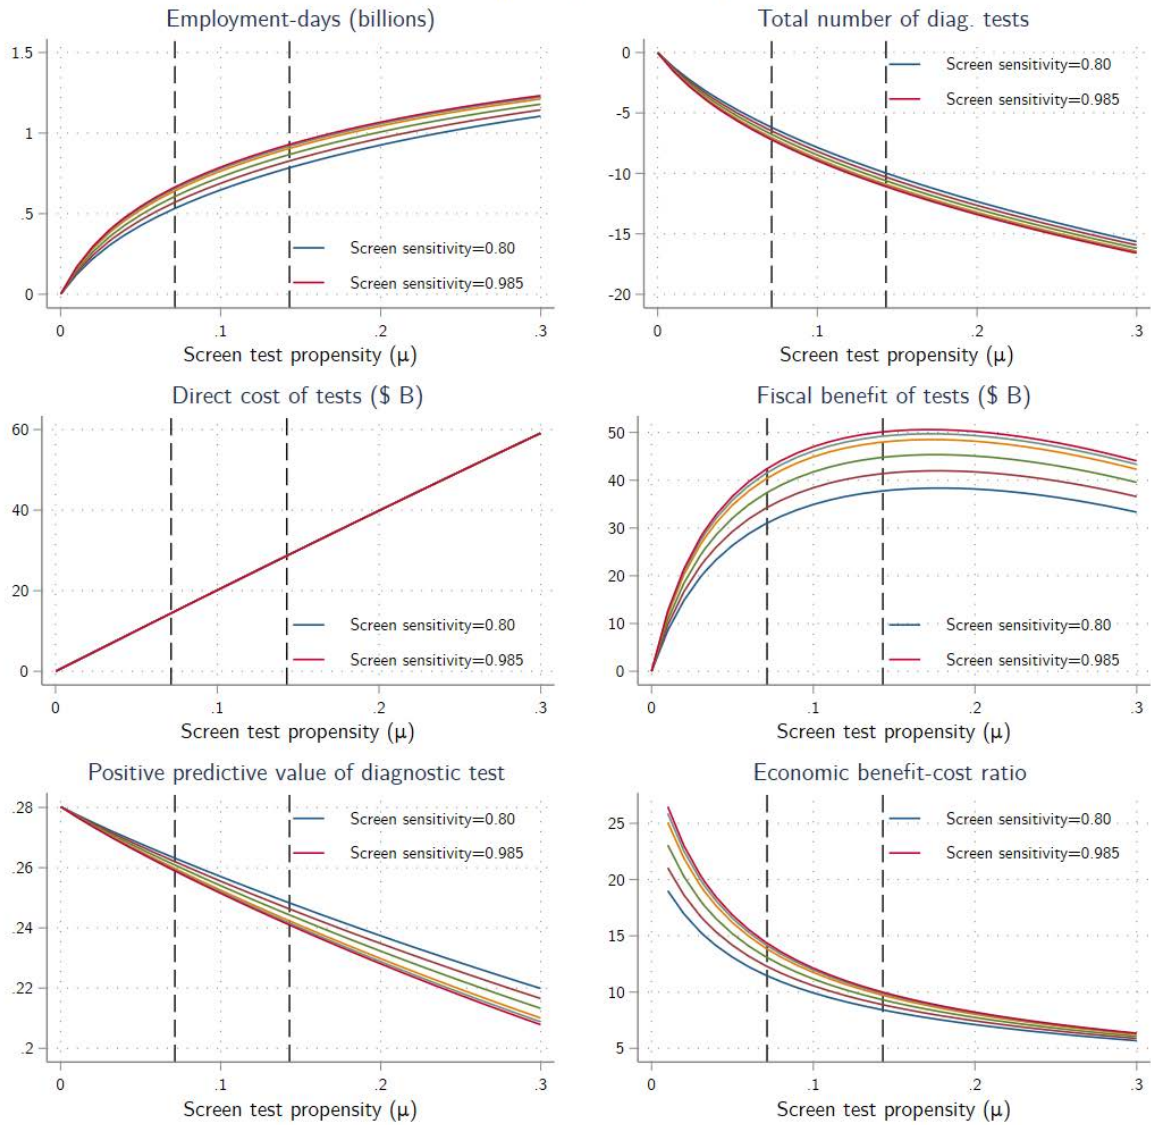 Employment-days (billions)
1.5
1
.5
0
0 .1 .2 .3
Screen sensitivity=0.80
Screen sensitivity=0.985
Screen test propensity (μ)
Total number of diag. tests
0
-5
-10
-15
-20
0 .1 .2 .3
Screen sensitivity=0.80
Screen sensitivity=0.985
Screen test propensity (μ)
Direct cost of tests ($ B)
60
40
20
0
0 .1 .2 .3
Screen sensitivity=0.80
Screen sensitivity=0.985
Screen test propensity (μ)
Fiscal benefit of tests ($ B)
50
40
30
20
10
0
0 .1 .2 .3
Screen sensitivity=0.80
Screen sensitivity=0.985
Screen test propensity (μ)
Positive predictive value of diagnostic test
.28
.26
.24
.22
.2
0 .1 .2 .3
Screen sensitivity=0.80
Screen sensitivity=0.985
Screen test propensity (μ)
Economic benefit-cost ratio
25
20
15
10
5
0 .1 .2 .3
Screen sensitivity=0.80
Screen sensitivity=0.985
Screen test propensity (μ)